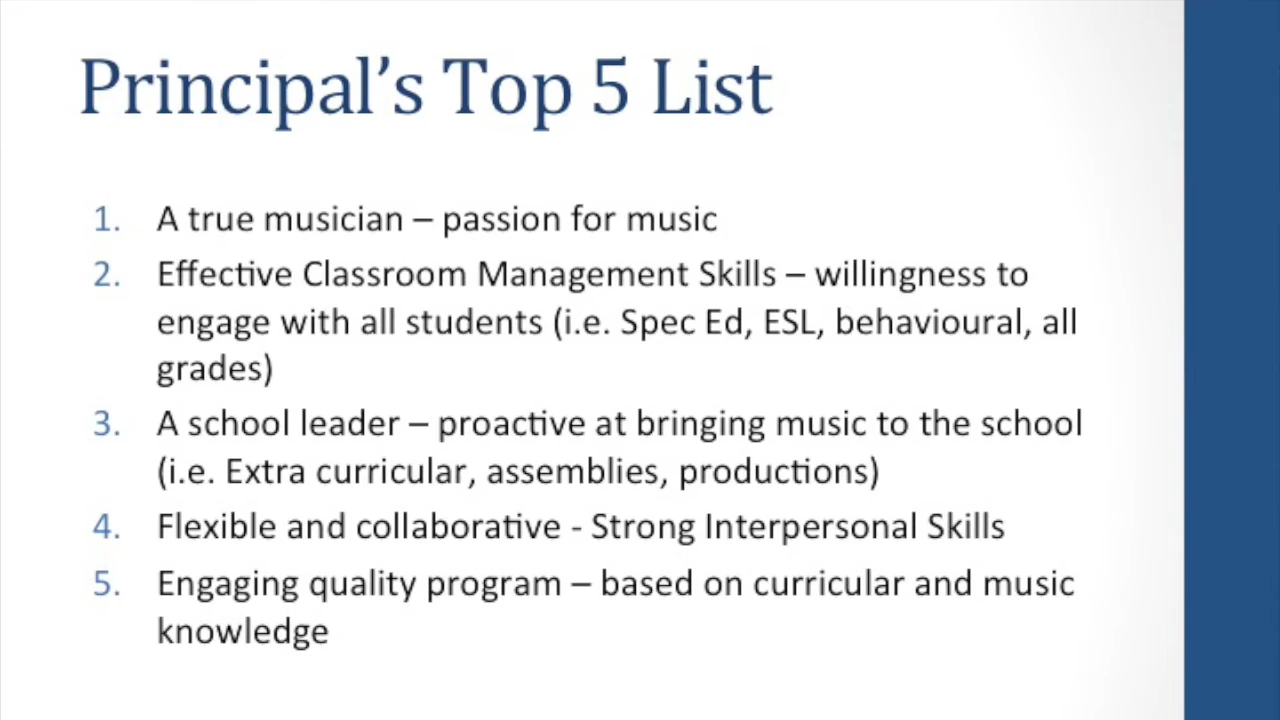 Principal’s Top 5 List
1. A true musician – passion for music
2. Effective Classroom Management Skills – willingness to
engage with all students (i.e. Spec Ed, ESL, behavioural, all
grades)
3. A school leader – proactive at bringing music to the school
(i.e. Extra curricular, assemblies, productions)
4. Flexible and collaborative - Strong Interpersonal Skills
5. Engaging quality program – based on curricular and music
knowledge